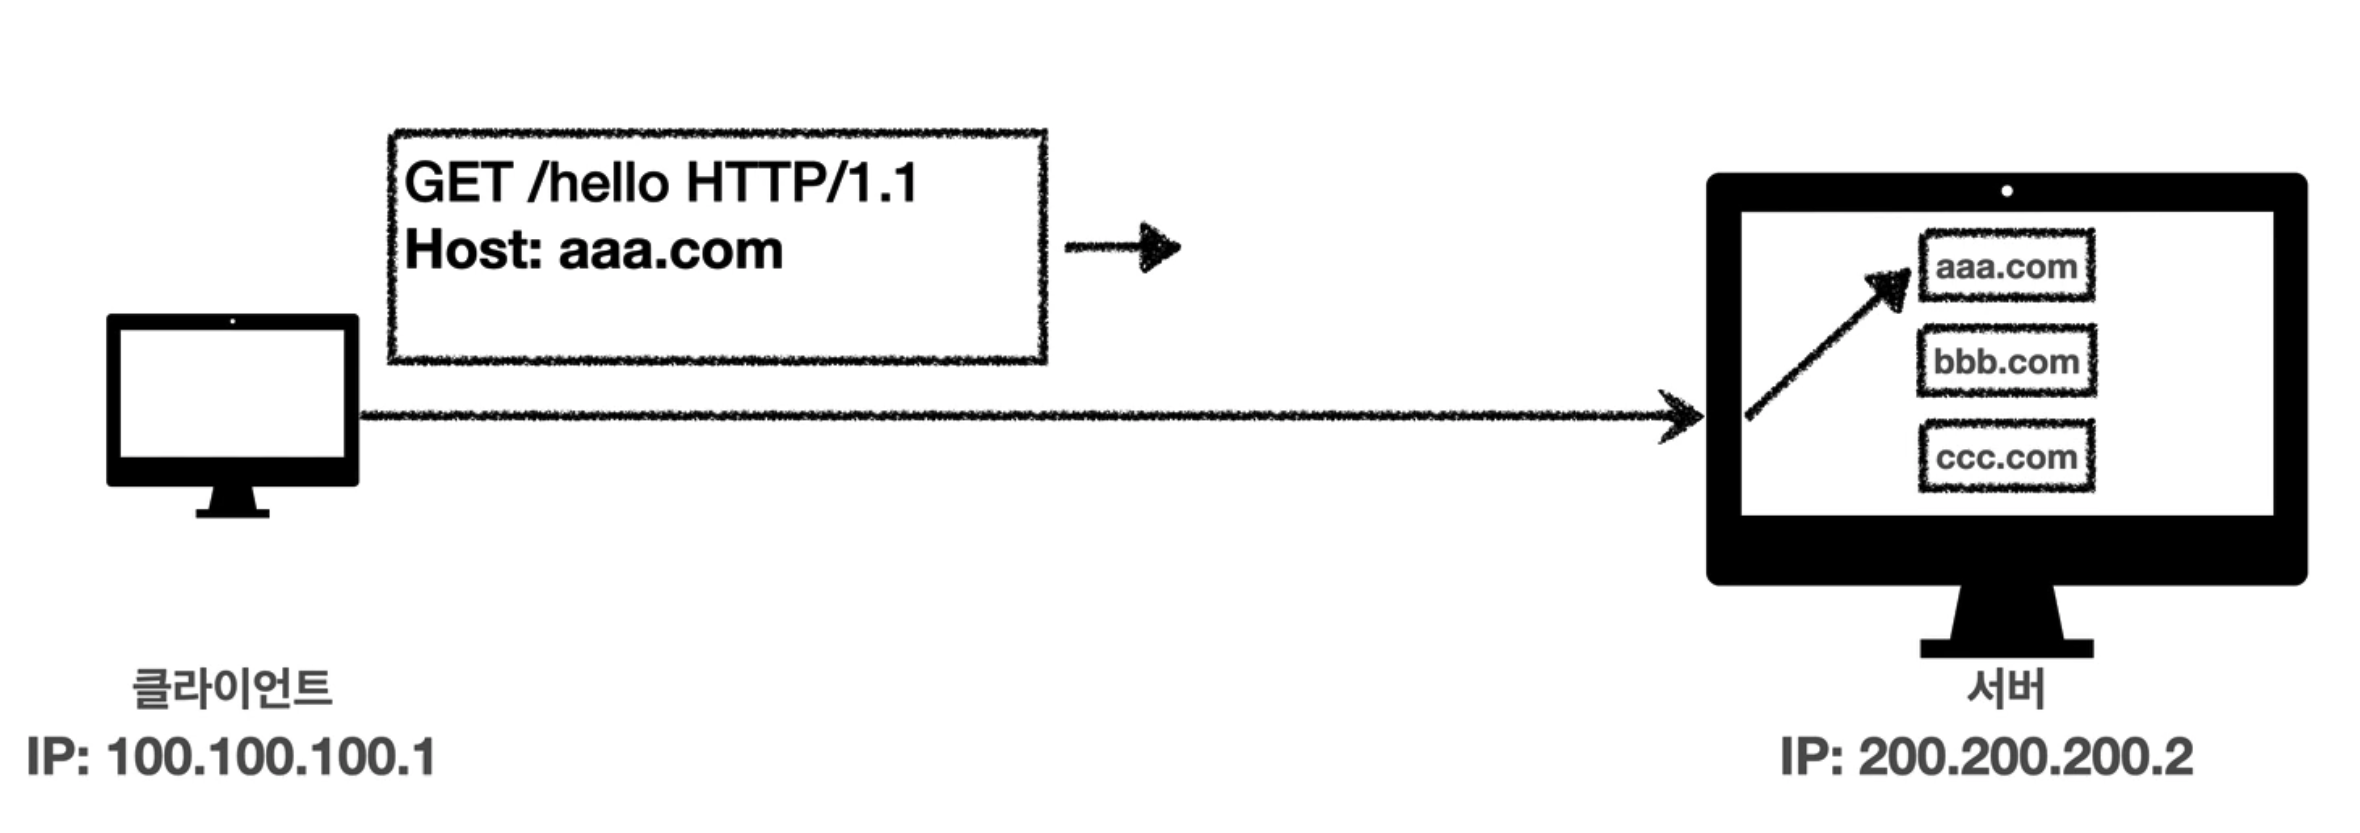 GET /hello HTTP/1.1
Host: aaa.com
aaa.com
bbb.com
ccc.com
클라이언트
IP: 100.100.100.1
서버
IP: 200.200.200.2